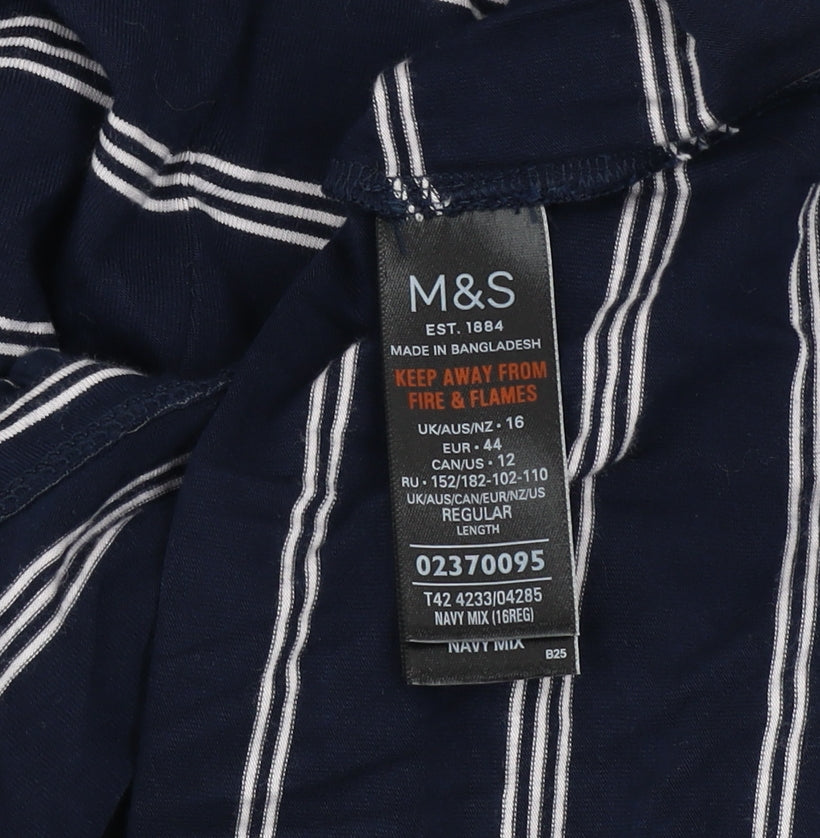 M&S
EST. 1884
MADE IN BANGLADESH
KEEP AWAY FROM
FIRE & FLAMES
UK/AUS/NZ • 16
EUR • 44
CAN/US • 12
RU • 152/182-102-110
UK/AUS/CAN/EUR/NZ/US
REGULAR
LENGTH
02370095
T42 4233/04285
NAVY MIX (16REG)
NAVY MIX
B25